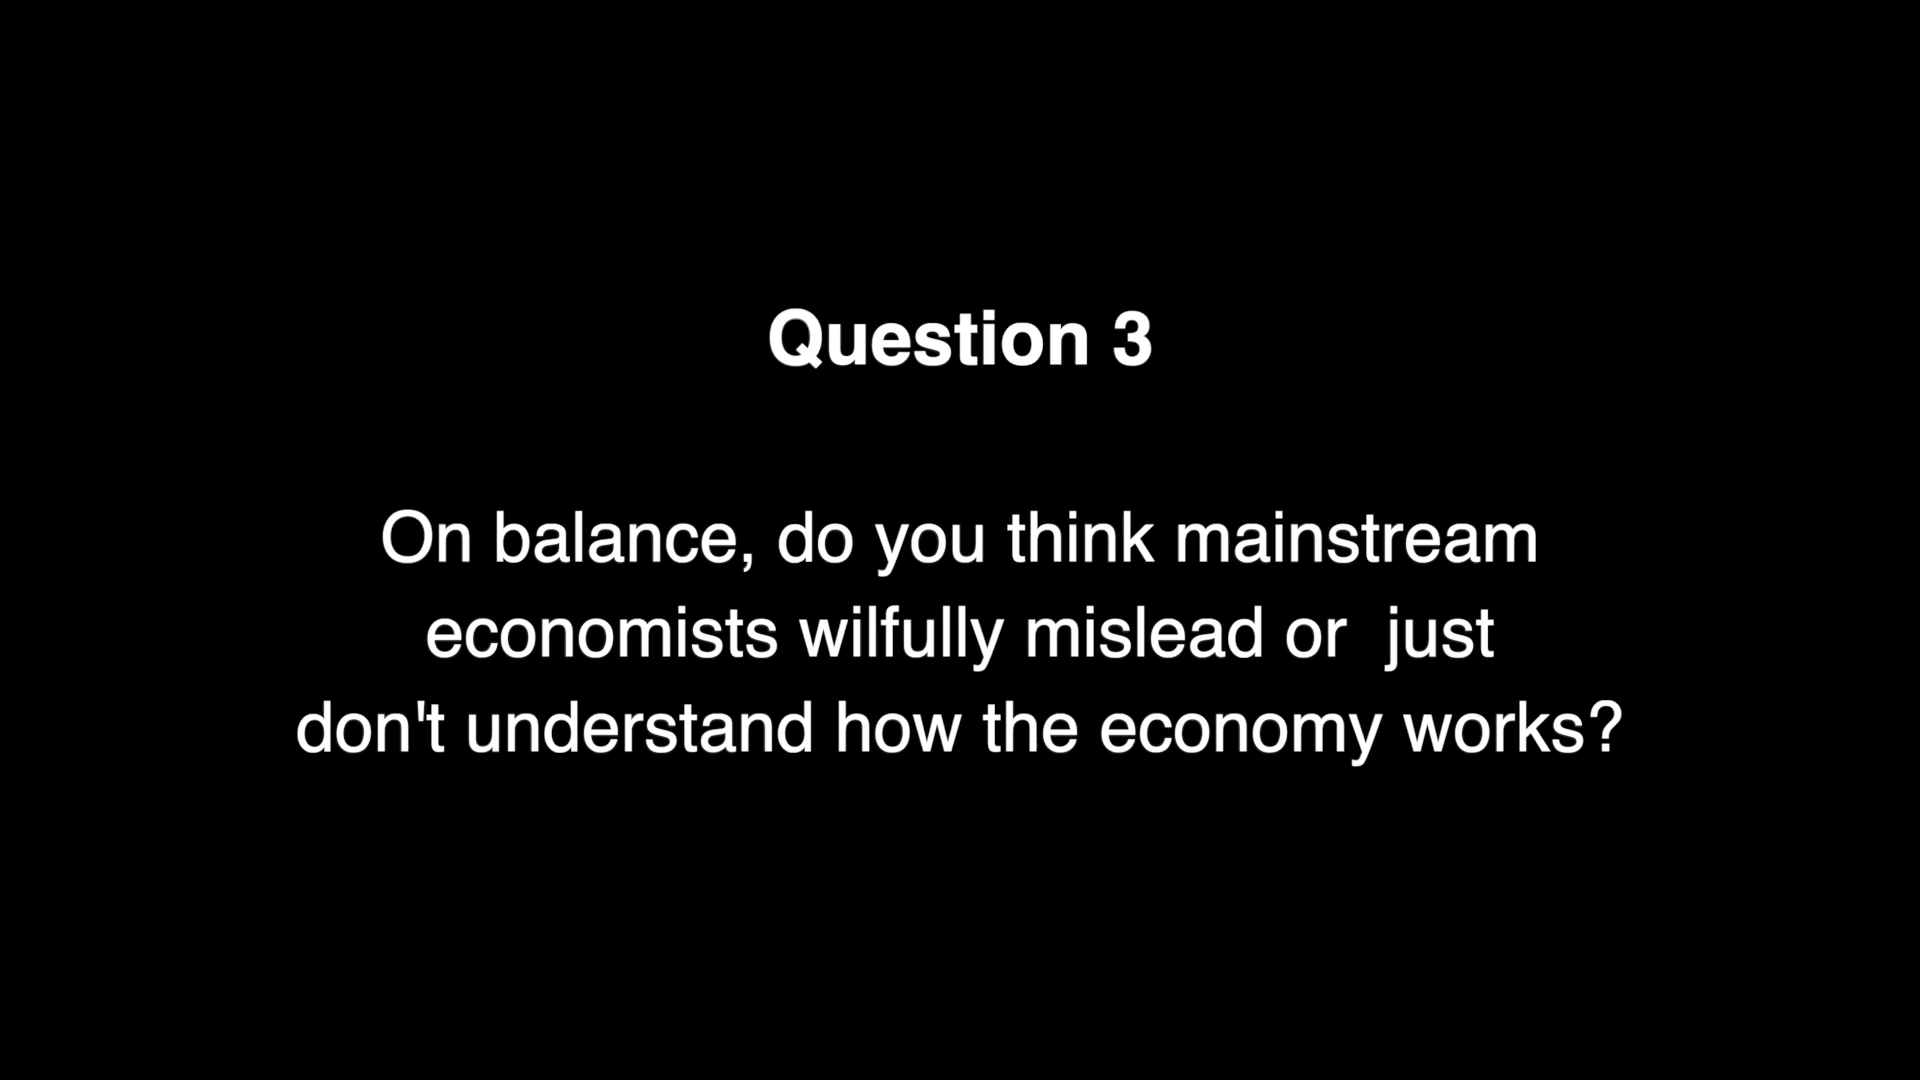 Question 3
On balance, do you think mainstream
economists wilfully mislead or  just
don't understand how the economy works?